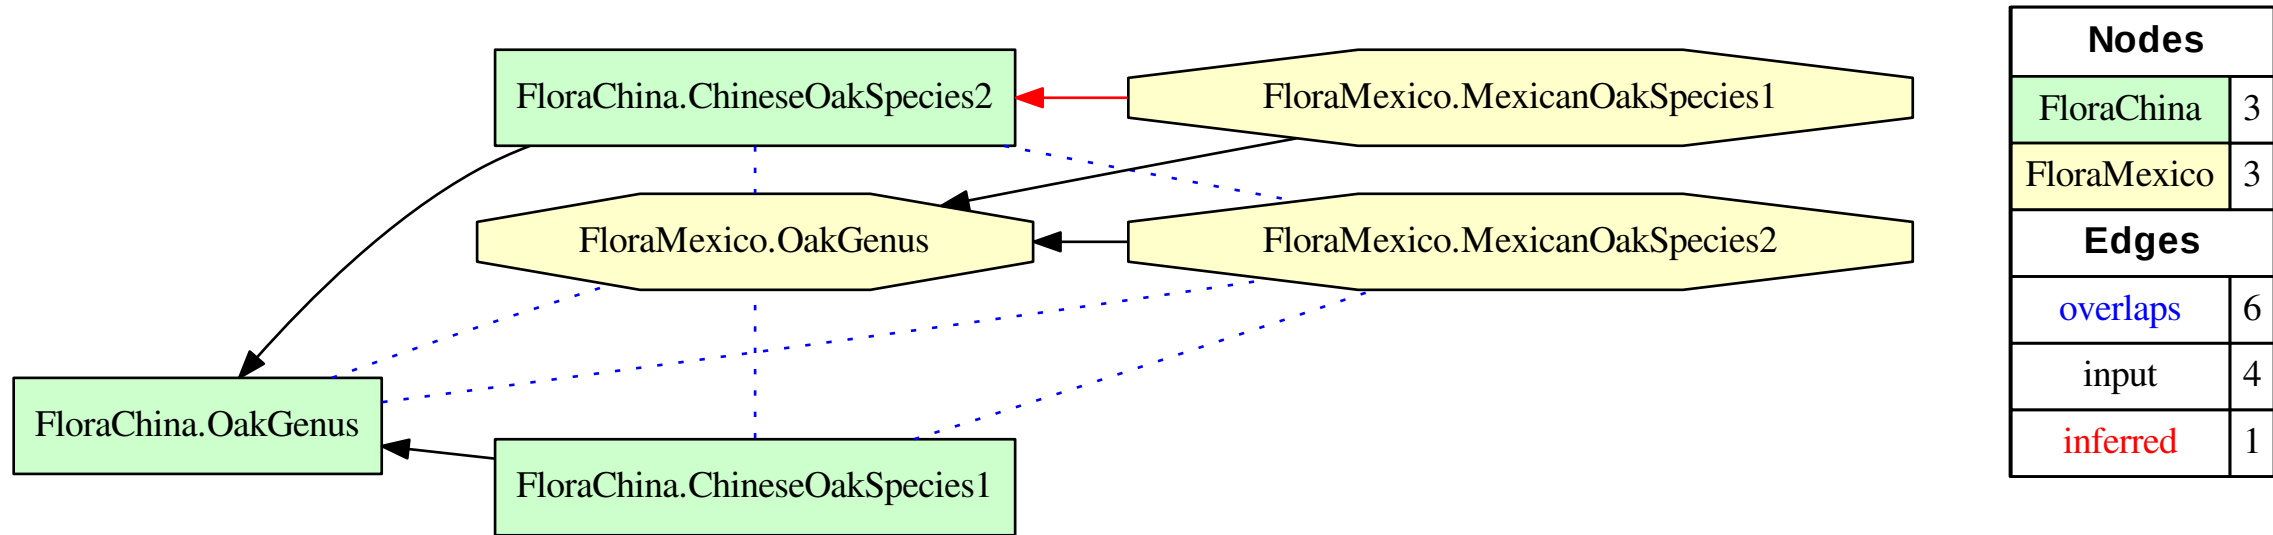 FloraChina.ChineseOakSpecies2
FloraMexico.MexicanOakSpecies1
FloraMexico.OakGenus
FloraMexico.MexicanOakSpecies2
FloraChina.OakGenus
FloraChina.ChineseOakSpecies1
Nodes
FloraChina 3
FloraMexico 3
Edges
overlaps 6
input 4
inferred 1